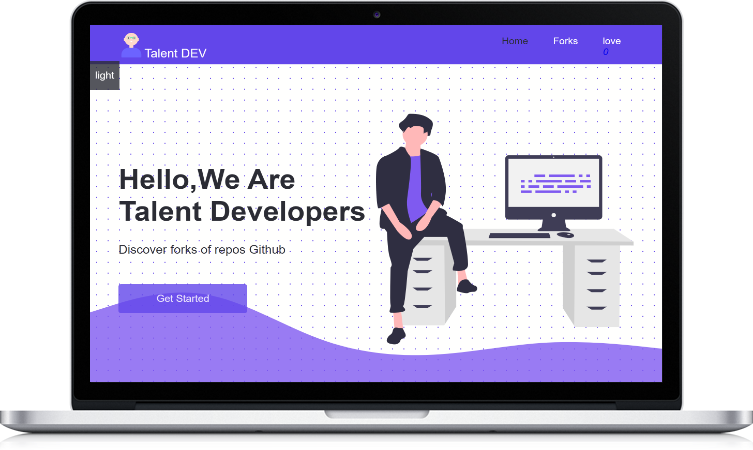 Talent DEV
Home
Forks
love
0
light
Hello,We Are
Talent Developers
Discover forks of repos Github
Get Started